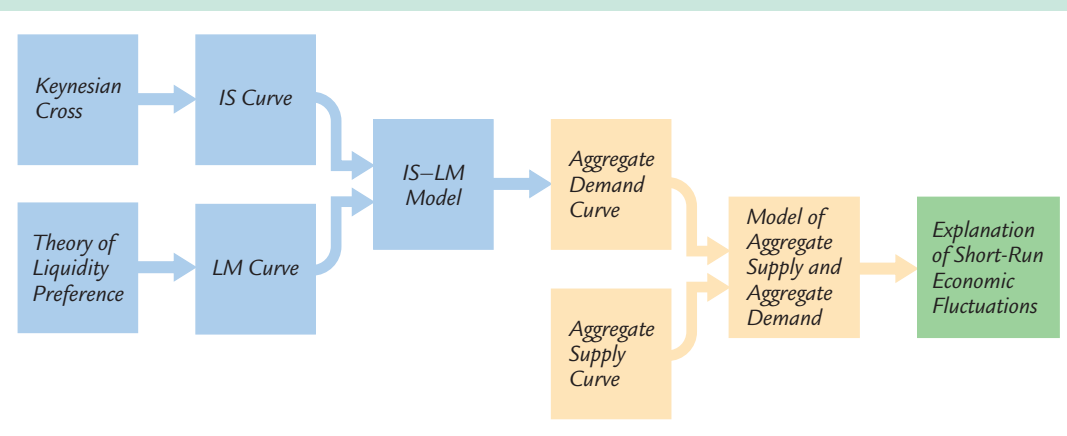 Keynesian
Cross
IS Curve
Theory of
Liquidity
Preference
LM Curve
IS–LM
Model
Aggregate
Demand
Curve
Aggregate
Supply
Curve
Model of
Aggregate
Supply and
Aggregate
Demand
Explanation
of Short-Run
Economic
Fluctuations